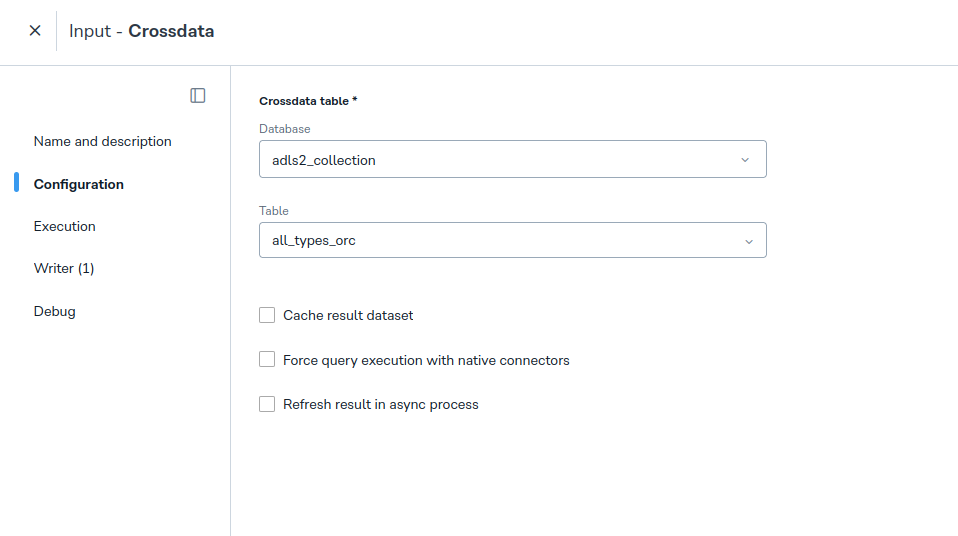 Input - Crossdata
Name and description
Configuration
Execution
Writer (1)
Debug
Crossdata table *
Database
adls2_collection
Table
all_types_orc
Cache result dataset
Force query execution with native connectors
Refresh result in async process